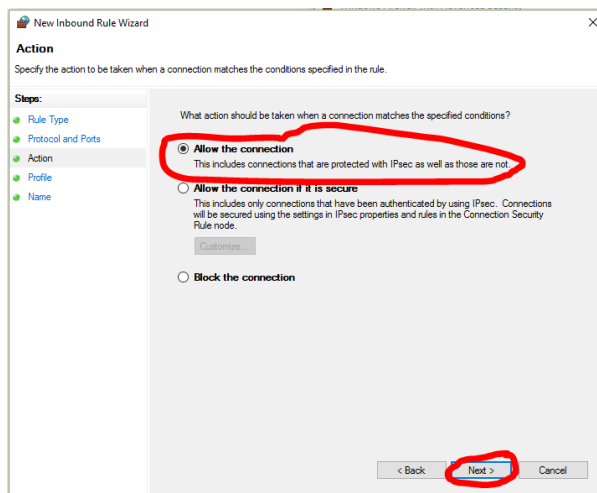 New Inbound Rule Wizard
Action
Specify the action to be taken when a connection matches the conditions specified in the rule.
Steps:
Rule Type
Protocol and Ports
Action
Profile
Name
What action should be taken when a connection matches the specified conditions?
Allow the connection
This includes connections that are protected with IPsec as well as those are not.
Allow the connection if it is secure
This includes only connections that have been authenticated by using IPsec. Connections
will be secured using the settings in IPsec properties and rules in the Connection Security
Rule node.
Customize...
Block the connection
< Back
Next >
Cancel